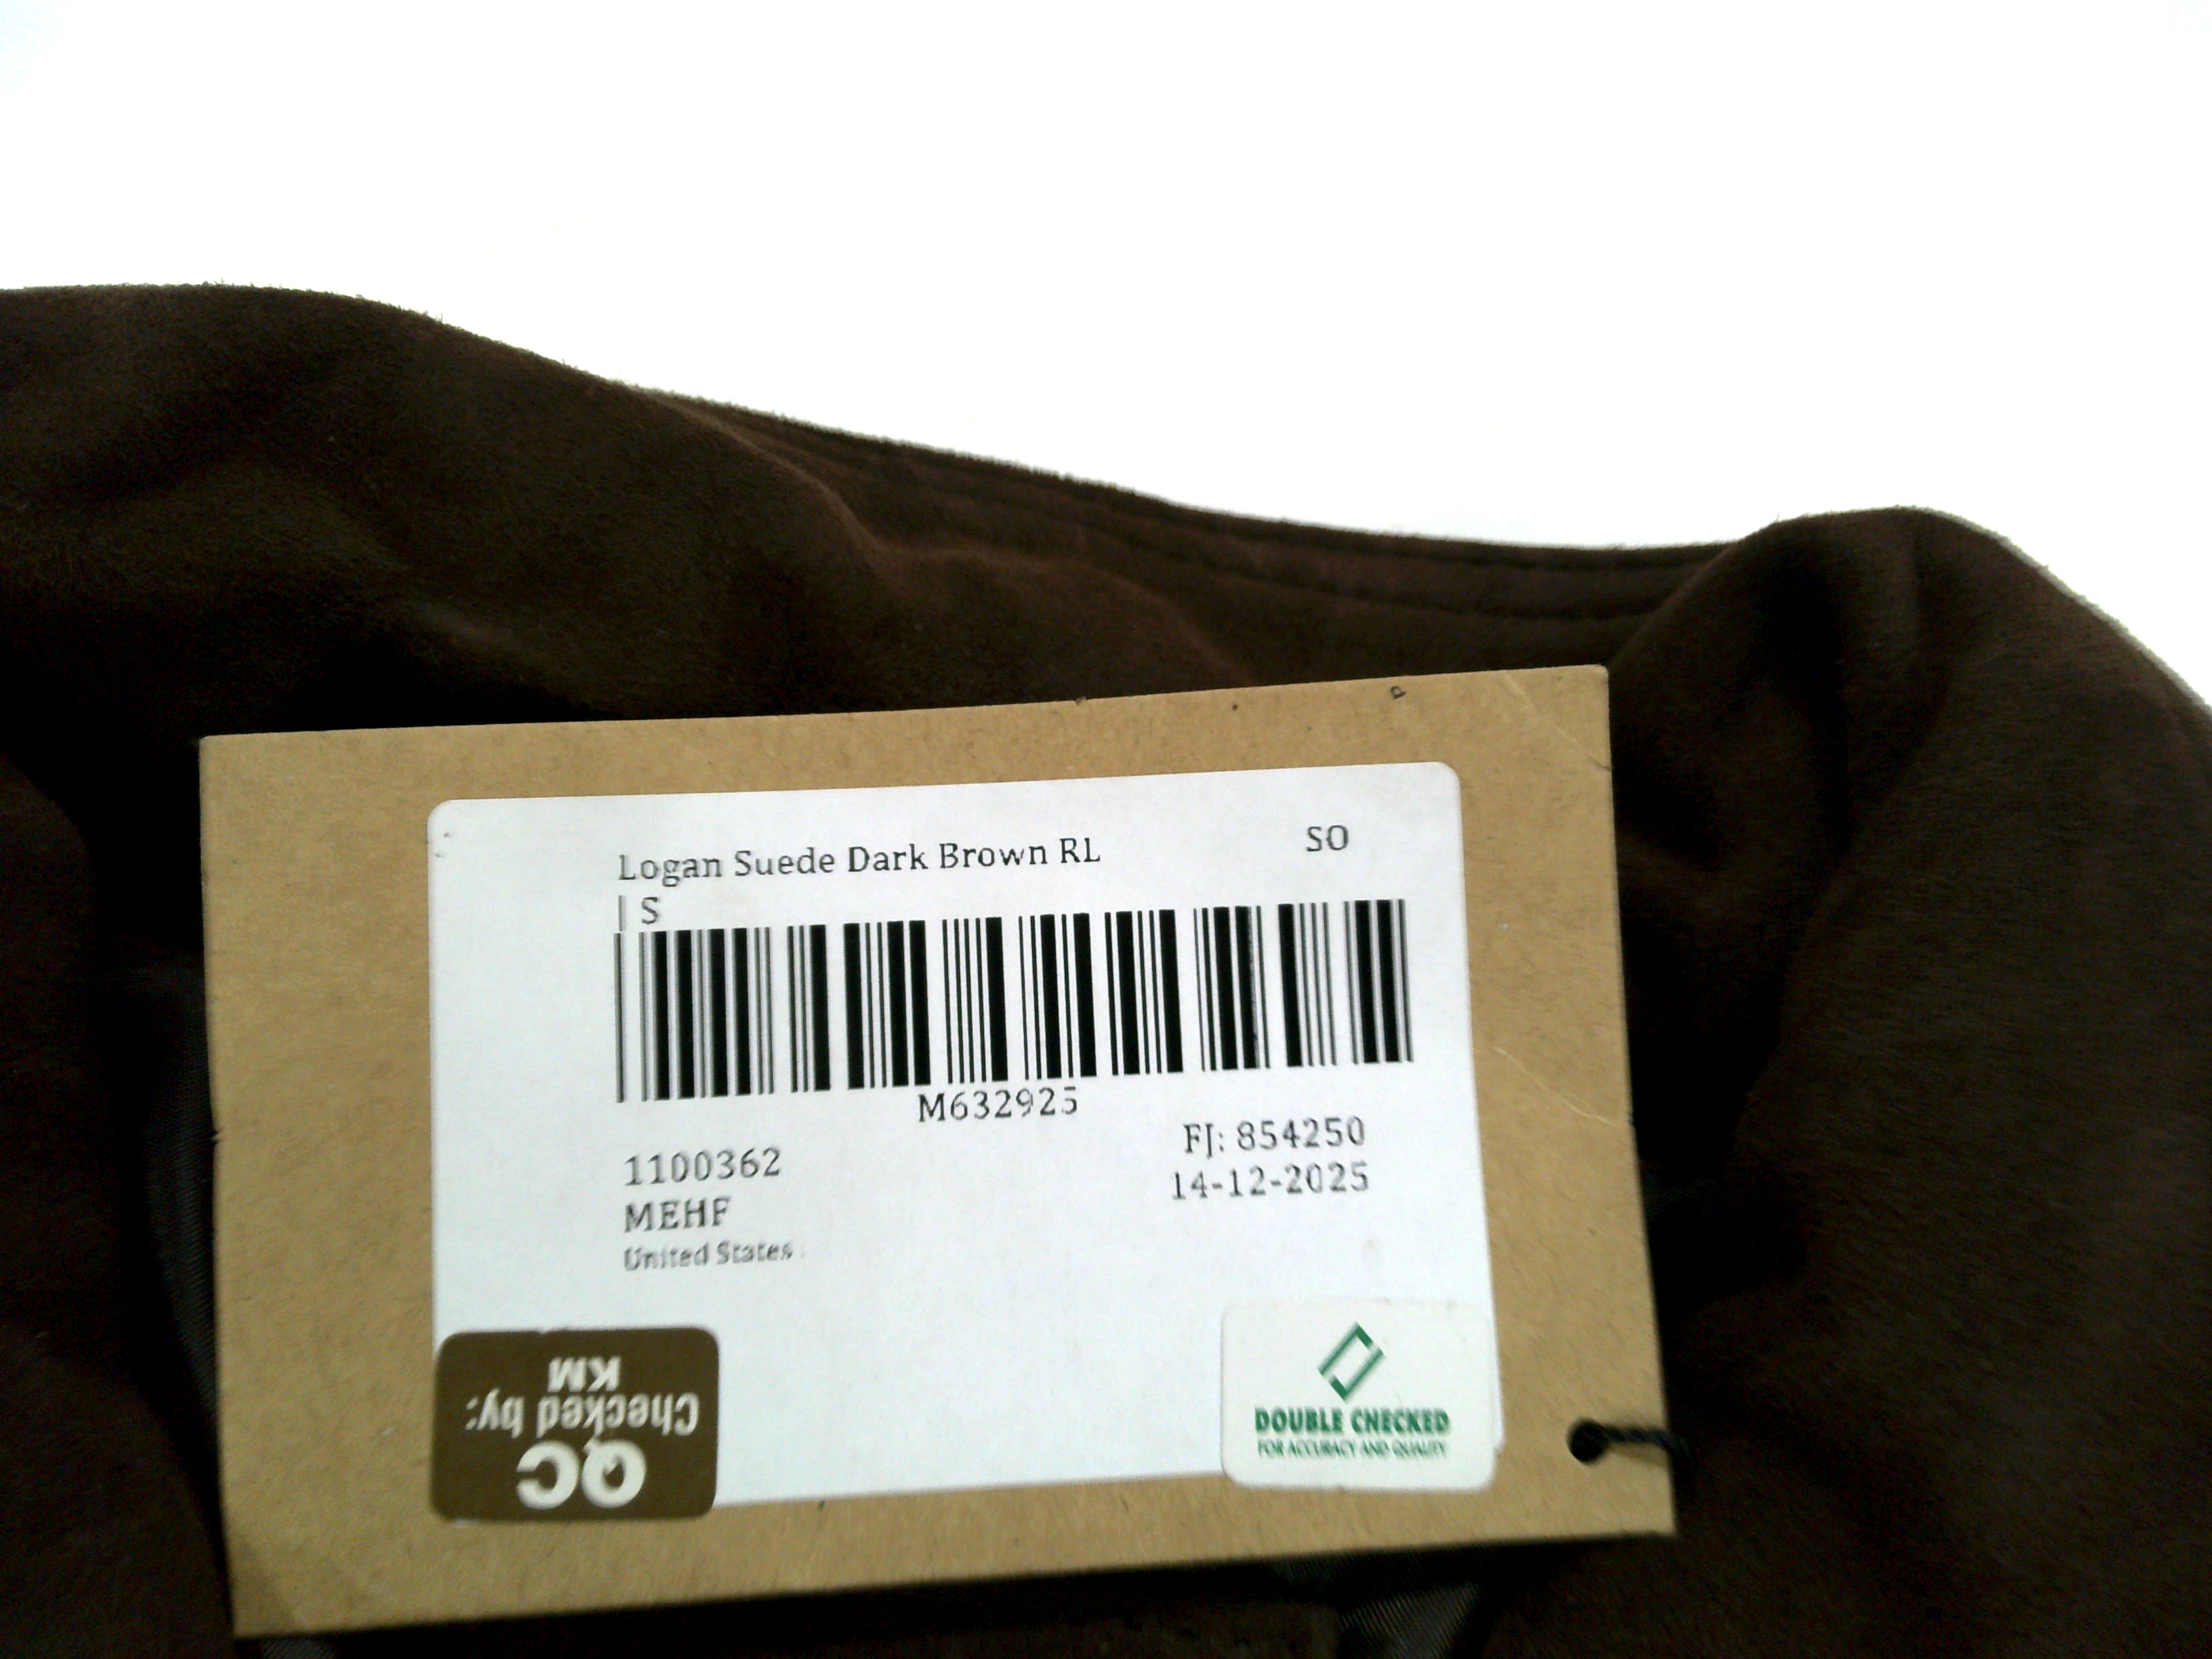 Logan Suede Dark Brown RL
SO
| S
M632925
1100362
FJ: 854250
MEHF
14-12-2025
United States
QC
Checked by:
KM
DOUBLE CHECKED
FOR ACCURACY AND QUALITY